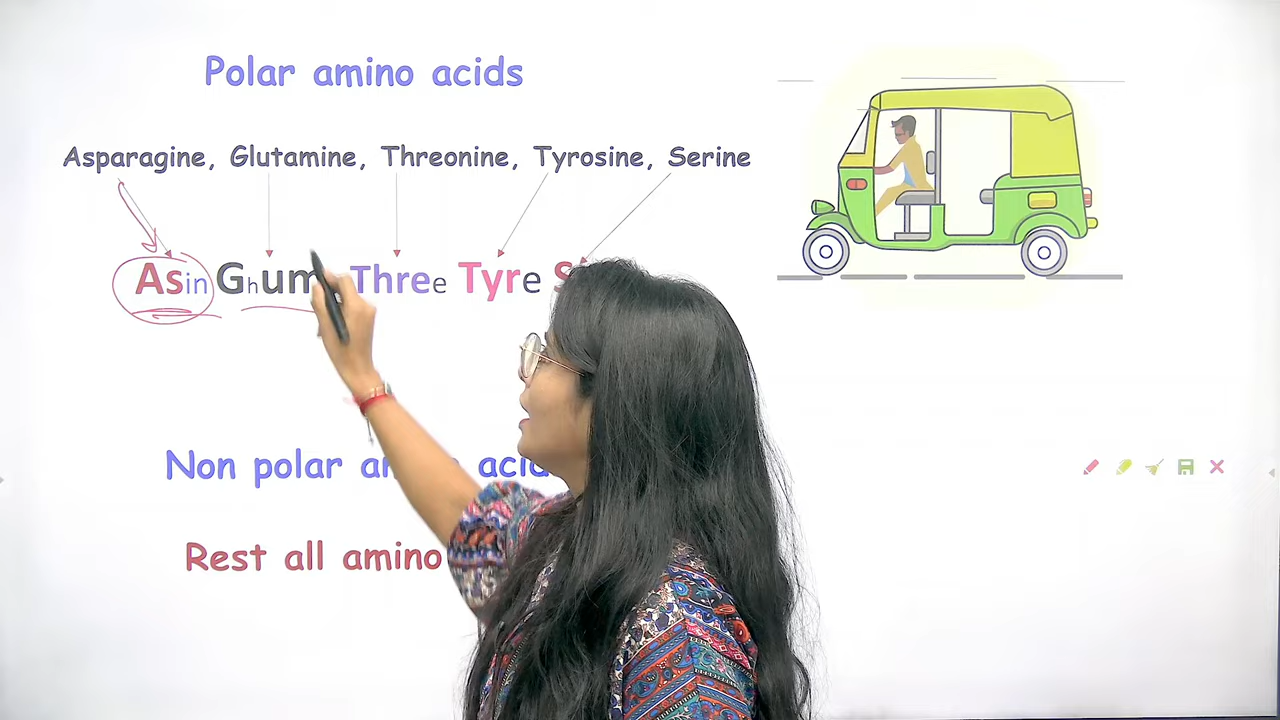 Polar amino acids
Asparagine, Glutamine, Threonine, Tyrosine, Serine
Asin Ghum Three Tyre
Non polar
Rest all amino